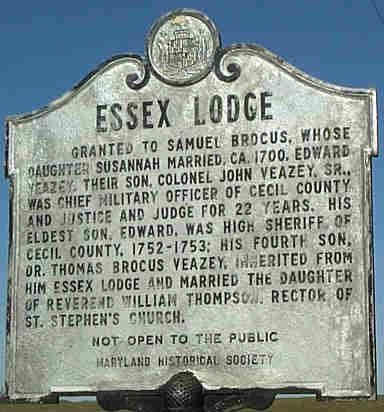 ESSEX LODGE
GRANTED TO SAMUEL BROCUS, WHOSE
DAUGHTER SUSANNAH MARRIED, CA. 1700, EDWARD
VEAZEY. THEIR SON, COLONEL JOHN VEAZEY, SR.,
WAS CHIEF MILITARY OFFICER OF CECIL COUNTY
AND JUSTICE AND JUDGE FOR 22 YEARS. HIS
ELDEST SON, EDWARD, WAS HIGH SHERIFF OF
CECIL COUNTY, 1752-1753; HIS FOURTH SON,
DR. THOMAS BROCUS VEAZEY, INHERITED FROM
HIM ESSEX LODGE AND MARRIED THE DAUGHTER
OF REVEREND WILLIAM THOMPSON, RECTOR OF
ST. STEPHEN'S CHURCH.
NOT OPEN TO THE PUBLIC
MARYLAND HISTORICAL SOCIETY